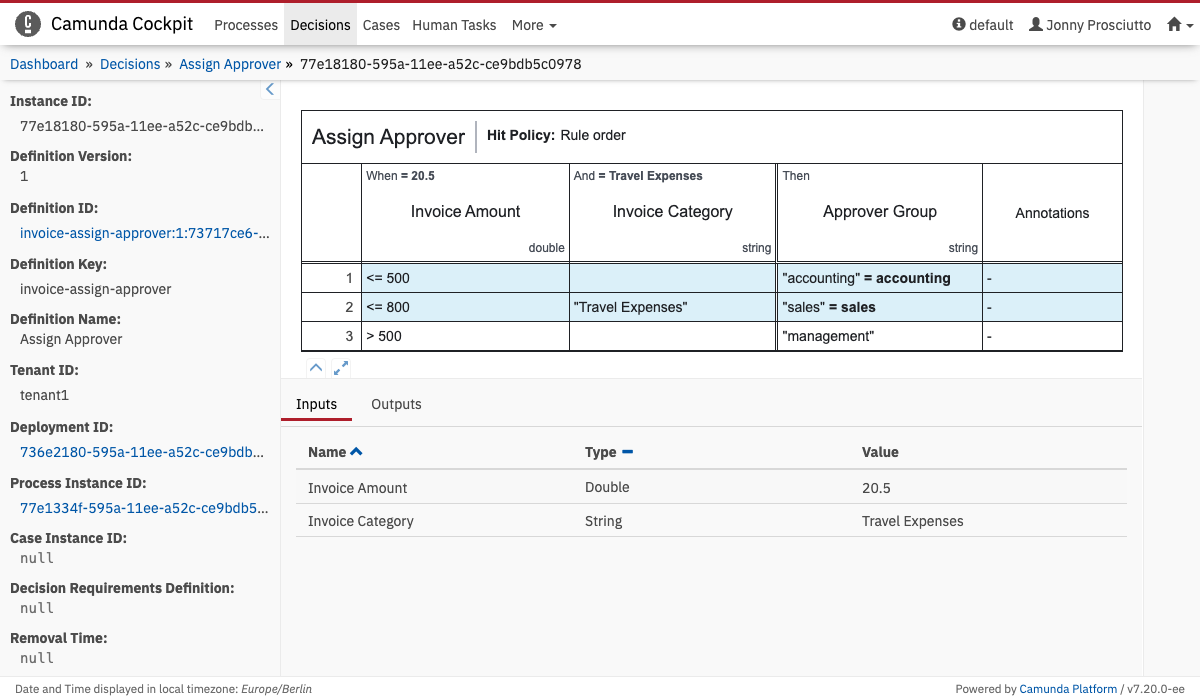 Camunda Cockpit Processes Decisions Cases Human Tasks More default Jonny Prosciutto
Dashboard » Decisions » Assign Approver » 77e18180-595a-11ee-a52c-ce9bdb5c0978
Instance ID:
77e18180-595a-11ee-a52c-ce9bdb...
Definition Version:
1
Definition ID:
invoice-assign-approver:1:73717ce6-...
Definition Key:
invoice-assign-approver
Definition Name:
Assign Approver
Tenant ID:
tenant1
Deployment ID:
736e2180-595a-11ee-a52c-ce9bdb...
Process Instance ID:
77e1334f-595a-11ee-a52c-ce9bdb5...
Case Instance ID:
null
Decision Requirements Definition:
null
Removal Time:
null
Assign Approver Hit Policy: Rule order
When = 20.5 And = Travel Expenses Then
Invoice Amount Invoice Category Approver Group Annotations
double string string
1 <= 500 "accounting" = accounting -
2 <= 800 "Travel Expenses" "sales" = sales -
3 > 500 "management" -
Inputs Outputs
Name Type Value
Invoice Amount Double 20.5
Invoice Category String Travel Expenses
Date and Time displayed in local timezone: Europe/Berlin Powered by Camunda Platform / v7.20.0-ee